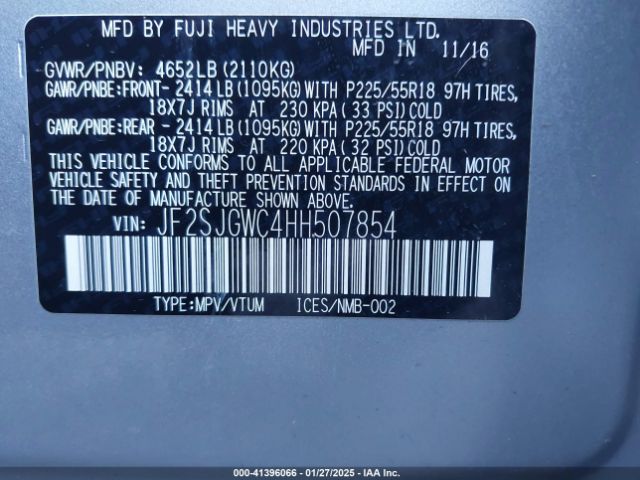 MFD BY FUJI HEAVY INDUSTRIES LTD.
MFD IN 11/16
GVWR/PNBV: 4652LB(2110KG)
GAWR/PNBE:FRONT- 2414LB(1095KG) WITH P225/55R18 97H TIRES,
18X7J RIMS AT 230 KPA( 33 PSI)COLD
GAWR/PNBE:REAR - 2414LB(1095KG) WITH P225/55R18 97H TIRES,
18X7J RIMS AT 220 KPA( 32 PSI)COLD
THIS VEHICLE CONFORMS TO ALL APPLICABLE FEDERAL MOTOR
VEHICLE SAFETY AND THEFT PREVENTION STANDARDS IN EFFECT ON
THE DATE OF MANUFACTURE SHOWN ABOVE.
VIN: JF2SJGWC4HH507854
TYPE:MPV/VTUM ICES/NMB-002
000-41396066 - 01/27/2025 - IAA Inc.